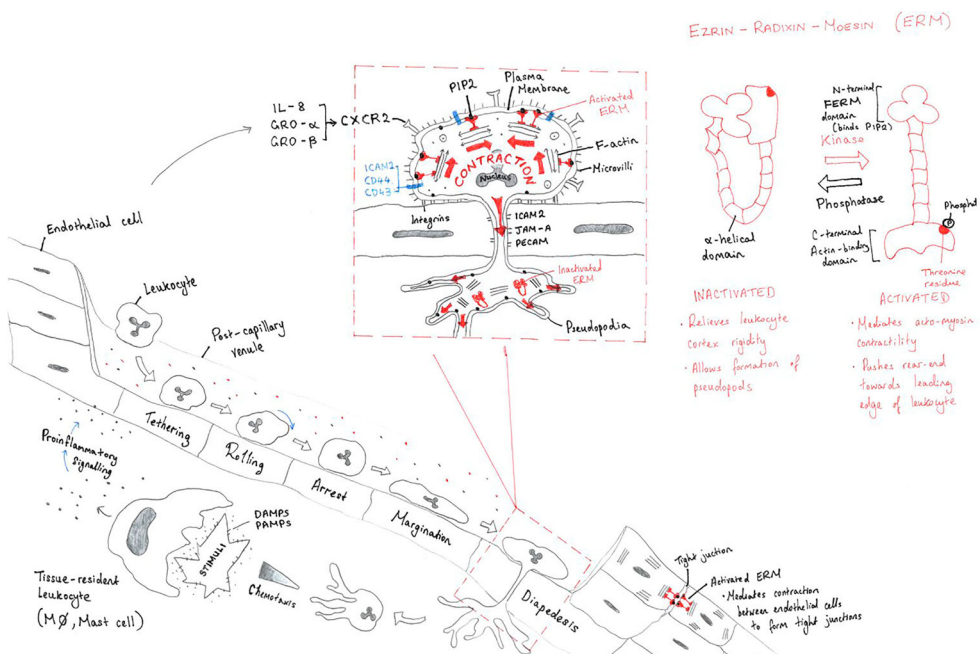 EZRIN - RADIXIN - MOESIN (ERM)
IL-8
GRO-α
GRO-β
CXCR2
PIP2
Plasma
Membrane
Activated
ERM
F-actin
Microvilli
CONTRACTION
Nucleus
ICAM2
CD44
CD43
Integrins
ICAM2
JAM-A
PECAM
Inactivated
ERM
Pseudopodia
N-terminal
FERM
domain
(binds PIP2)
Kinase
Phosphotase
α-helical
domain
C-terminal
Actin-binding
domain
Phosphat
P
Threonine
residue
INACTIVATED
· Relieves leukocyte
cortex rigidity
· Allows formation of
pseudopods
ACTIVATED
· Mediates acto-myosin
contractility
· Pushes rear-end
towards leading
edge of leukocyte
Endothelial cell
Leukocyte
Post-capillary
venule
Tethering
Rolling
Arrest
Margination
Diapedesis
Proinflammatory
signalling
DAMPs
PAMPs
STIMULI
Tissue-resident
Leukocyte
(MØ, Mast cell)
Chemotaxis
Tight juction
Activated ERM
· Mediates contraction
between endothelial cells
to form tight junctions